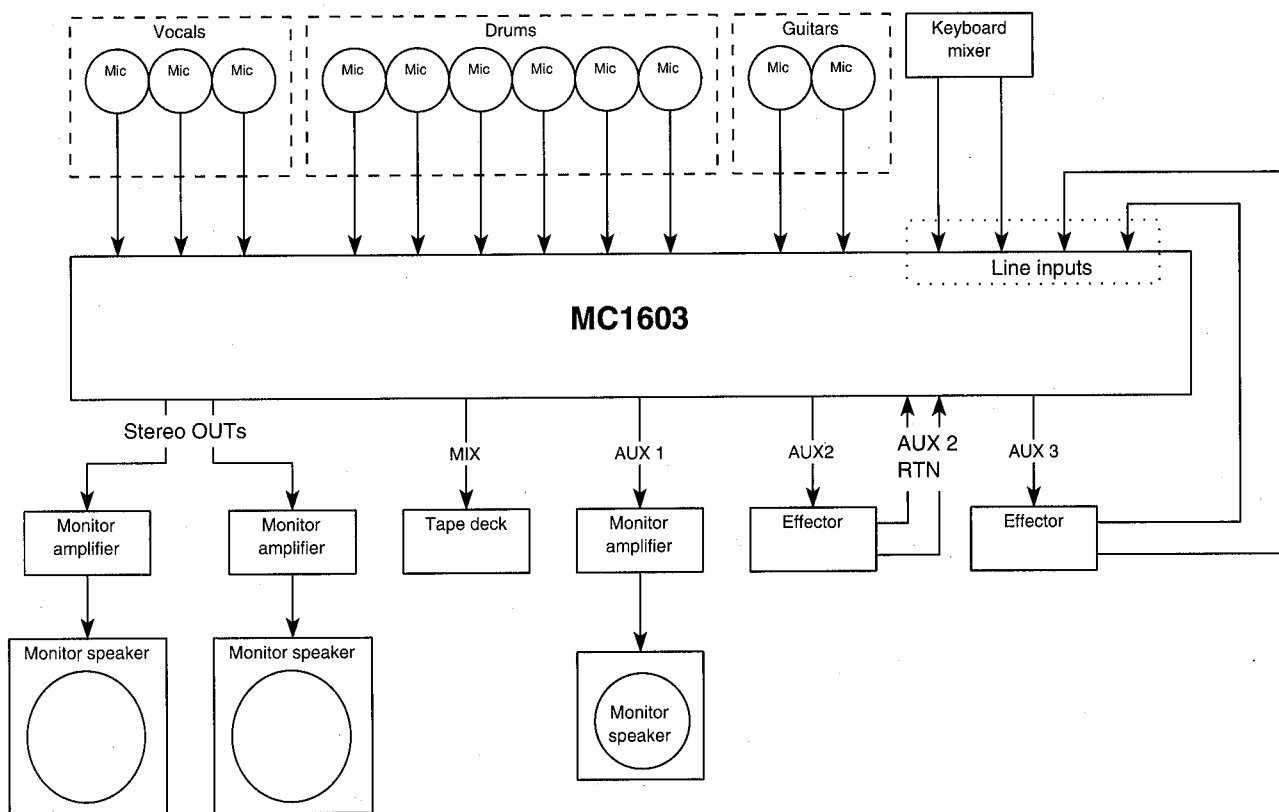 Vocals
Drums
Guitars
Keyboard
mixer
Mic Mic Mic
Mic Mic Mic Mic Mic Mic
Mic Mic
Line inputs
MC1603
Stereo OUTs
MIX
AUX 1
AUX2
AUX 2
RTN
AUX 3
Monitor
amplifier
Monitor
amplifier
Tape deck
Monitor
amplifier
Effector
Effector
Monitor speaker
Monitor speaker
Monitor
speaker